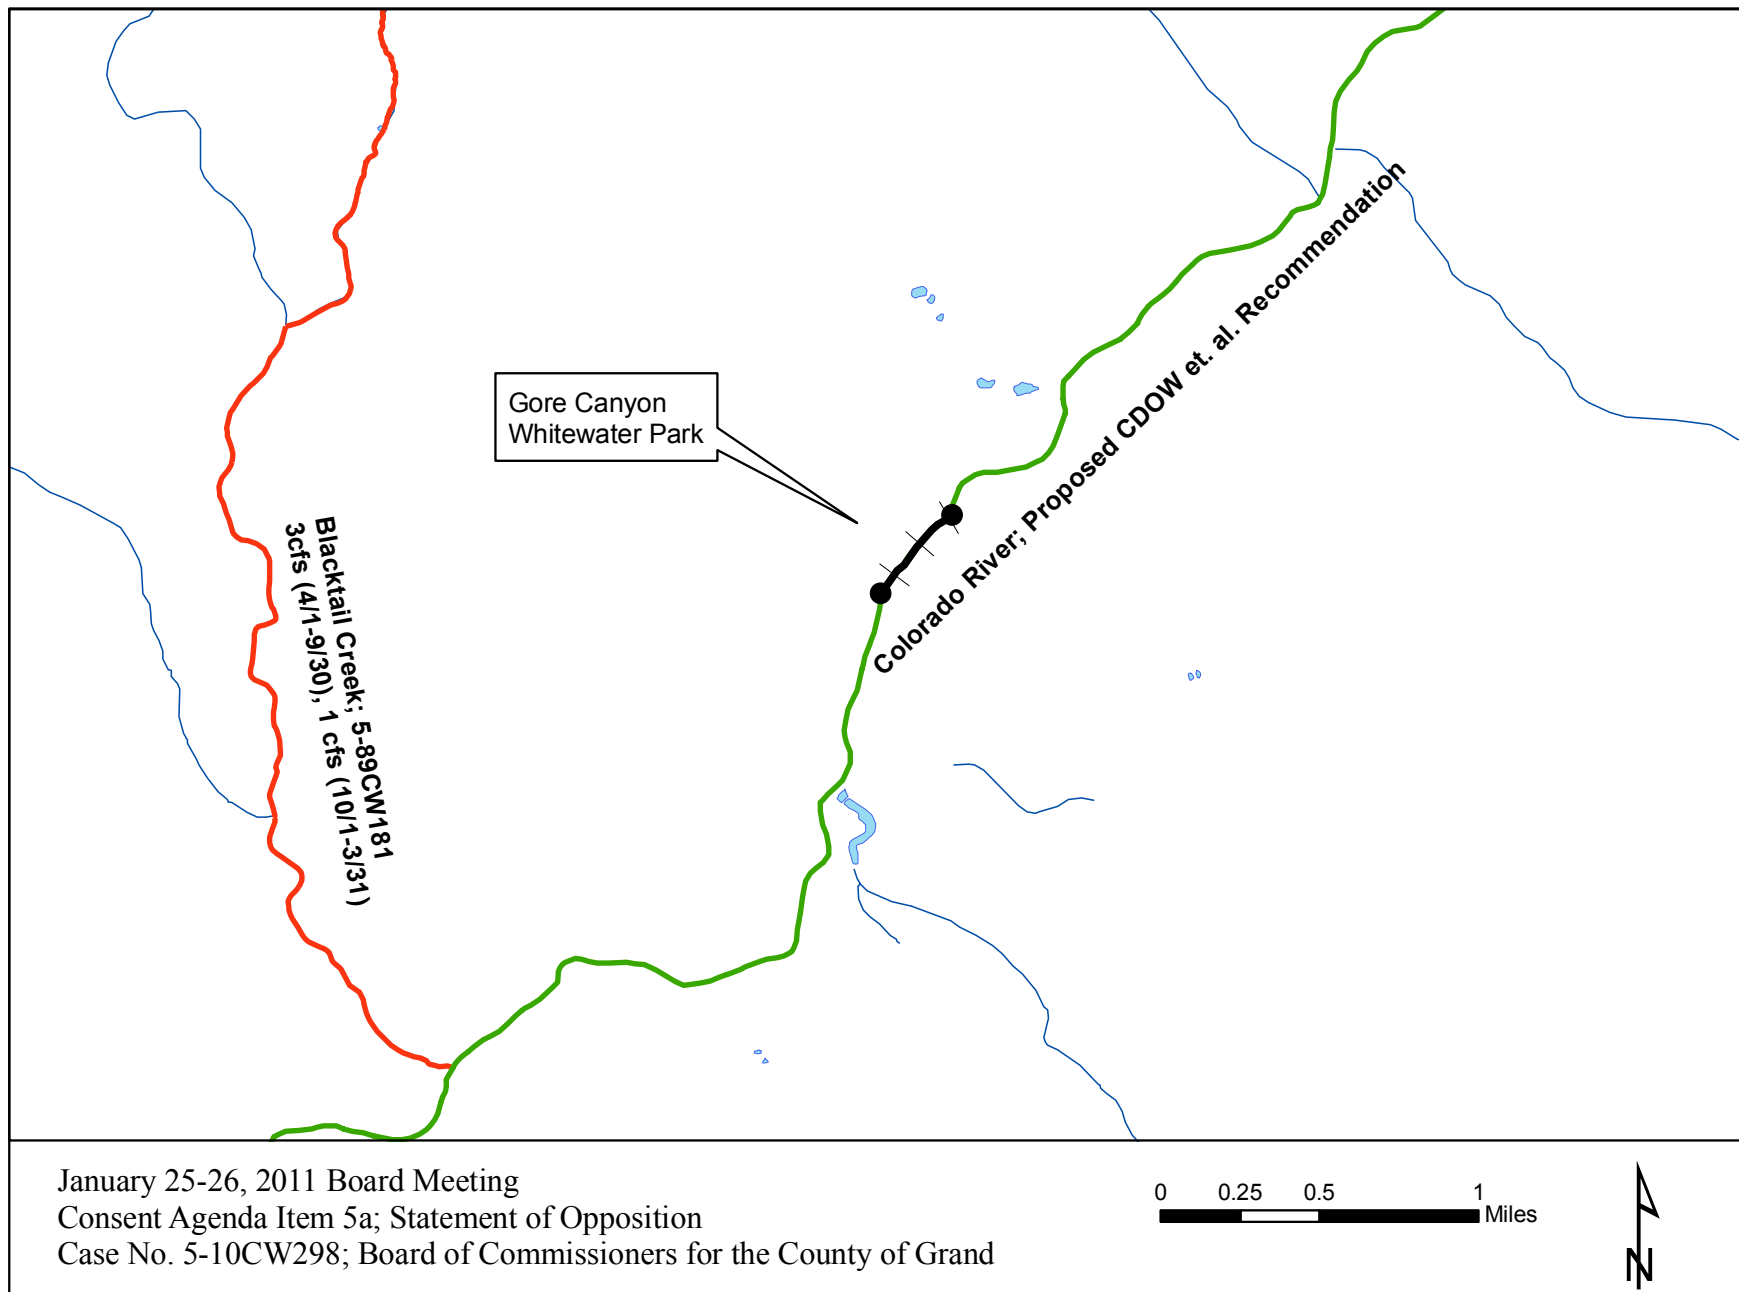 Gore Canyon
Whitewater Park
Colorado River; Proposed CDOW et. al. Recommendation
Blacktail Creek; 5-89CW181
3cfs (4/1-9/30), 1 cfs (10/1-3/31)
January 25-26, 2011 Board Meeting
Consent Agenda Item 5a; Statement of Opposition
Case No. 5-10CW298; Board of Commissioners for the County of Grand
0 0.25 0.5 1
Miles
N